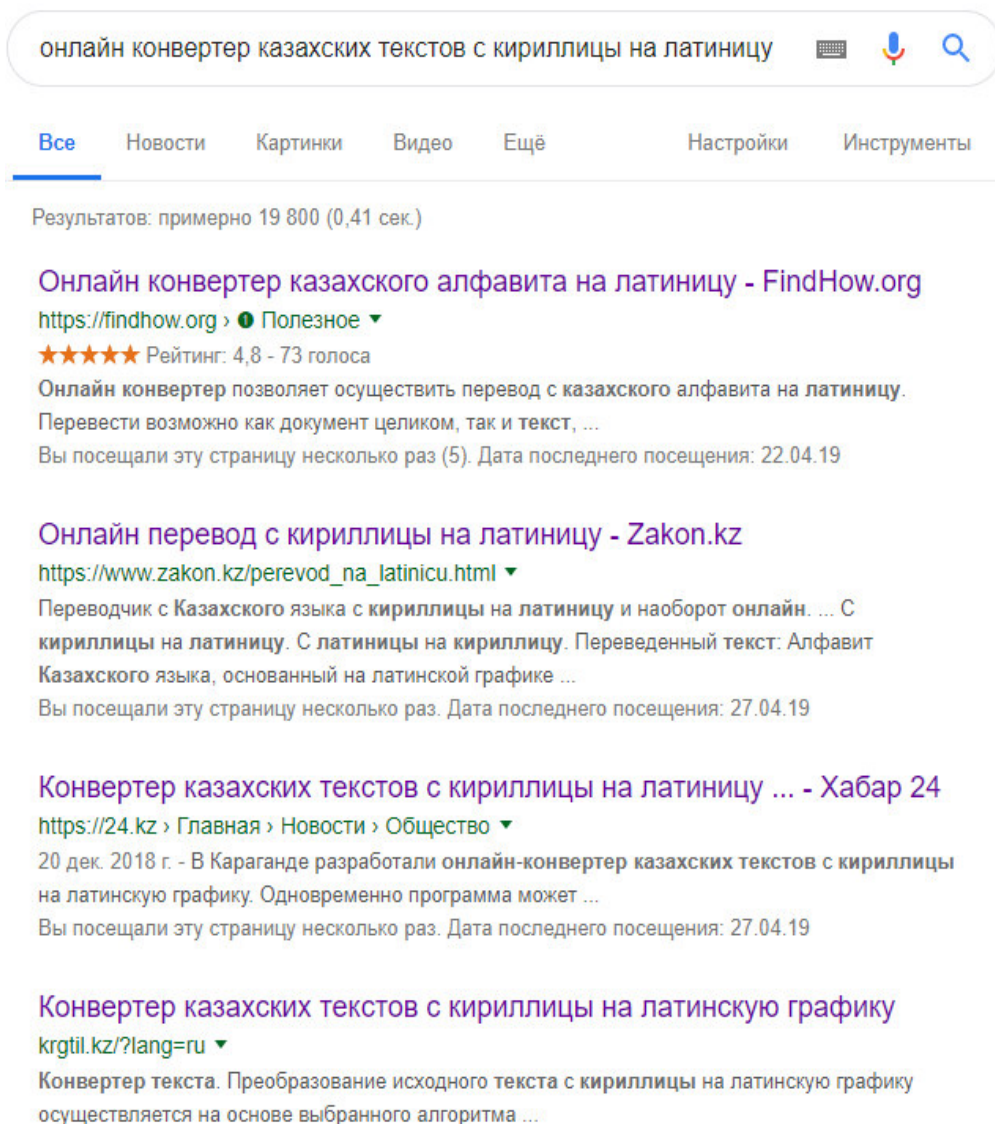 онлайн конвертер казахских текстов с кириллицы на латиницу
Все Новости Картинки Видео Ещё Настройки Инструменты
Результатов: примерно 19 800 (0,41 сек.)
Онлайн конвертер казахского алфавита на латиницу - FindHow.org
https://findhow.org › Полезное
Рейтинг: 4,8 - 73 голоса
Онлайн конвертер позволяет осуществить перевод с казахского алфавита на латиницу.
Перевести возможно как документ целиком, так и текст, ...
Вы посещали эту страницу несколько раз (5). Дата последнего посещения: 22.04.19
Онлайн перевод с кириллицы на латиницу - Zakon.kz
https://www.zakon.kz/perevod_na_latinicu.html
Переводчик с Казахского языка с кириллицы на латиницу и наоборот онлайн. ... С
кириллицы на латиницу. С латиницы на кириллицу. Переведенный текст: Алфавит
Казахского языка, основанный на латинской графике ...
Вы посещали эту страницу несколько раз. Дата последнего посещения: 27.04.19
Конвертер казахских текстов с кириллицы на латиницу ... - Хабар 24
https://24.kz › Главная › Новости › Общество
20 дек. 2018 г. - В Караганде разработали онлайн-конвертер казахских текстов с кириллицы
на латинскую графику. Одновременно программа может ...
Вы посещали эту страницу несколько раз. Дата последнего посещения: 27.04.19
Конвертер казахских текстов с кириллицы на латинскую графику
krgtil.kz/?lang=ru
Конвертер текста. Преобразование исходного текста с кириллицы на латинскую графику
осуществляется на основе выбранного алгоритма ...